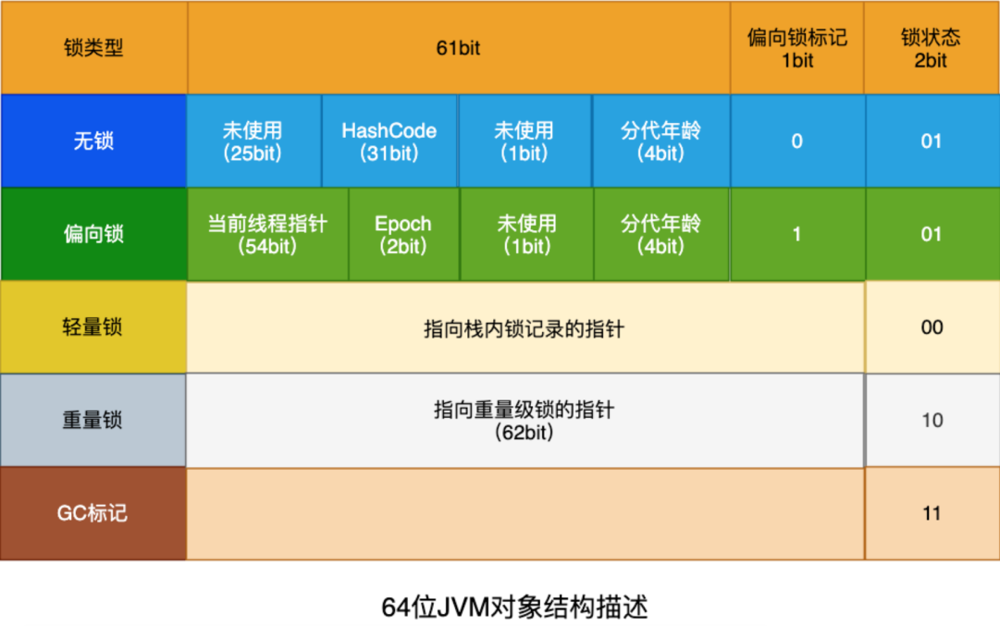 锁类型
61bit
偏向锁标记
1bit
锁状态
2bit
无锁
未使用
(25bit)
HashCode
(31bit)
未使用
(1bit)
分代年龄
(4bit)
0
01
偏向锁
当前线程指针
(54bit)
Epoch
(2bit)
未使用
(1bit)
分代年龄
(4bit)
1
01
轻量锁
指向栈内锁记录的指针
00
重量锁
指向重量级锁的指针
(62bit)
10
GC标记
11
64位JVM对象结构描述